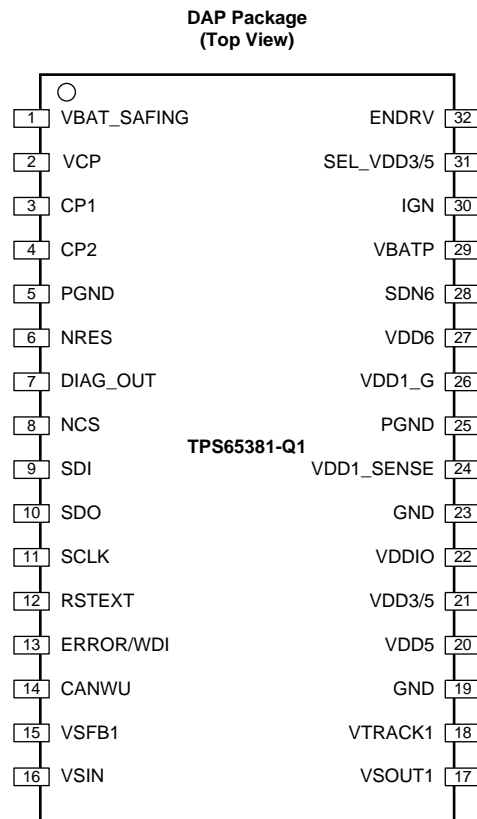 DAP Package
(Top View)
1 VBAT_SAFING ENDRV 32
2 VCP SEL_VDD3/5 31
3 CP1 IGN 30
4 CP2 VBATP 29
5 PGND SDN6 28
6 NRES VDD6 27
7 DIAG_OUT VDD1_G 26
8 NCS PGND 25
TPS65381-Q1
9 SDI VDD1_SENSE 24
10 SDO GND 23
11 SCLK VDDIO 22
12 RSTEXT VDD3/5 21
13 ERROR/WDI VDD5 20
14 CANWU GND 19
15 VSFB1 VTRACK1 18
16 VSIN VSOUT1 17